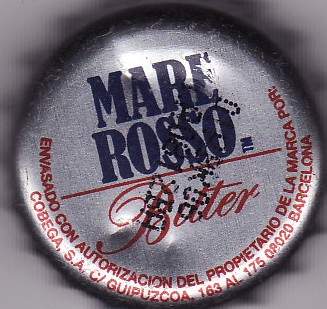 MARE
ROSSO TM
Bitter
ENVASADO CON AUTORIZACION DEL PROPIETARIO DE LA MARCA POR:
COBEGA, S.A. C/ GUIPUZCOA, 163 AL 175 08020 BARCELONA